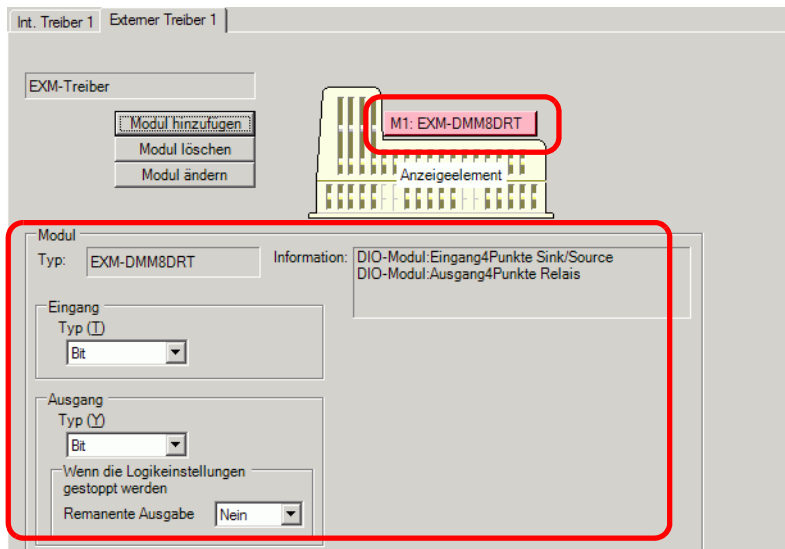 Int. Treiber 1
Externer Treiber 1
EXM-Treiber
Modul hinzufügen
Modul löschen
Modul ändern
M1: EXM-DMM8DRT
Anzeigeelement
Modul
Typ: EXM-DMM8DRT
Information: DIO-Modul:Eingang4Punkte Sink/Source
DIO-Modul:Ausgang4Punkte Relais
Eingang
Typ (T)
Bit
Ausgang
Typ (Y)
Bit
Wenn die Logikeinstellungen
gestoppt werden
Remanente Ausgabe Nein